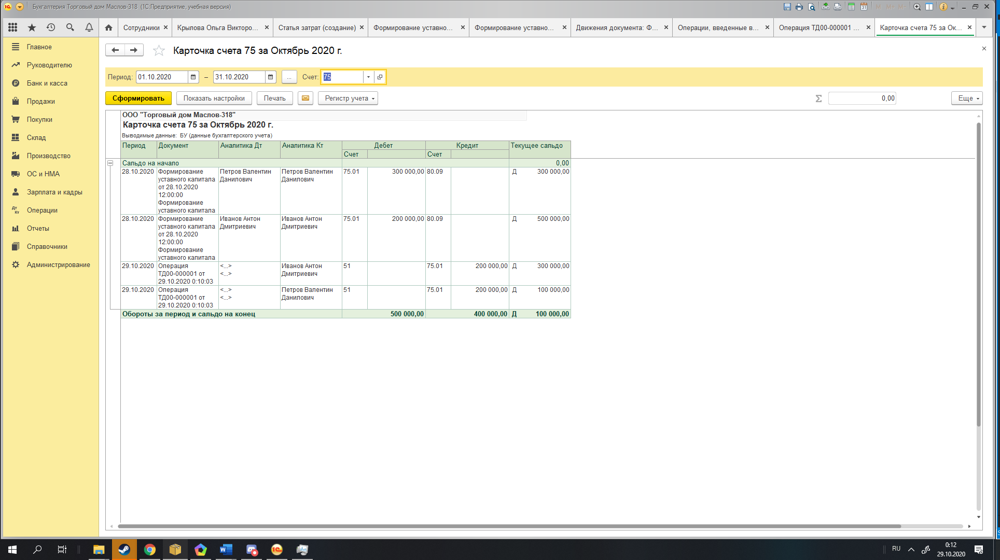 Бухгалтерия Торговый дом Маслов-318 (1С:Предприятие, учебная версия)
M M+ M-
Сотрудники
Крылова Ольга Викторо...
Статья затрат (создание)
Формирование уставно...
Формирование уставно...
Движения документа: Ф...
Операции, введенные в...
Операция ТД00-000001 ...
Карточка счета 75 за Ок...
Главное
Руководителю
Банк и касса
Продажи
Покупки
Склад
Производство
ОС и НМА
Зарплата и кадры
Дт Кт
Операции
Отчеты
Справочники
Администрирование
Карточка счета 75 за Октябрь 2020 г.
Период: 01.10.2020 – 31.10.2020 ... Счет: 75
Сформировать Показать настройки Печать Регистр учета Σ 0,00 Еще
ООО "Торговый дом Маслов-318"
Карточка счета 75 за Октябрь 2020 г.
Выводимые данные: БУ (данные бухгалтерского учета)
Период Документ Аналитика Дт Аналитика Кт Дебет Кредит Текущее сальдо
Счет Счет
Сальдо на начало 0,00
28.10.2020 Формирование Петров Валентин Петров Валентин 75.01 300 000,00 80.09 Д 300 000,00
уставного капитала Данилович Данилович
от 28.10.2020
12:00:00
Формирование
уставного капитала
28.10.2020 Формирование Иванов Антон Иванов Антон 75.01 200 000,00 80.09 Д 500 000,00
уставного капитала Дмитриевич Дмитриевич
от 28.10.2020
12:00:00
Формирование
уставного капитала
29.10.2020 Операция <...> Иванов Антон 51 75.01 200 000,00 Д 300 000,00
ТД00-000001 от <...> Дмитриевич
29.10.2020 0:10:03
29.10.2020 Операция <...> Петров Валентин 51 75.01 200 000,00 Д 100 000,00
ТД00-000001 от <...> Данилович
29.10.2020 0:10:03
Обороты за период и сальдо на конец 500 000,00 400 000,00 Д 100 000,00
RU
0:12
29.10.2020